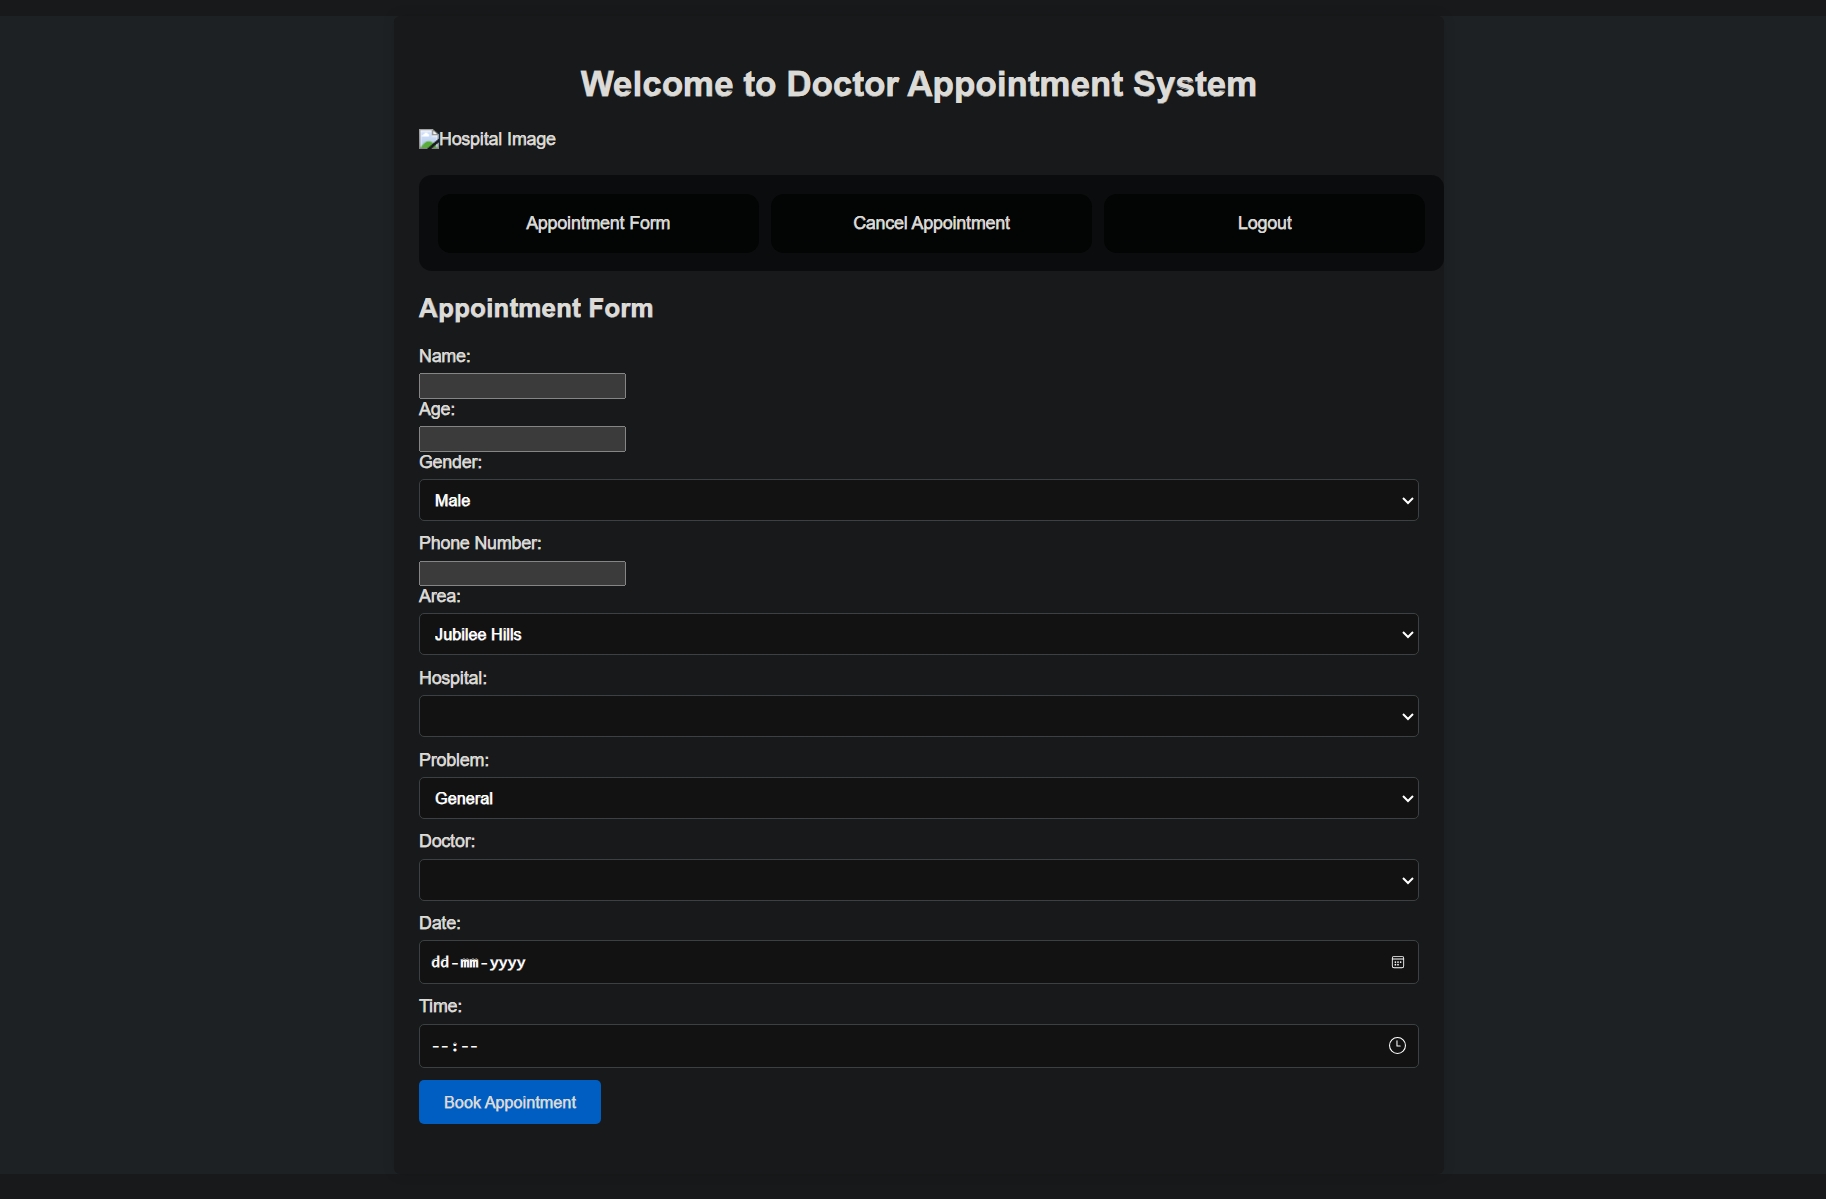 Welcome to Doctor Appointment System
Hospital Image
Appointment Form
Cancel Appointment
Logout
Appointment Form
Name:
Age:
Gender:
Male
Phone Number:
Area:
Jubilee Hills
Hospital:
Problem:
General
Doctor:
Date:
dd-mm-yyyy
Time:
--:--
Book Appointment